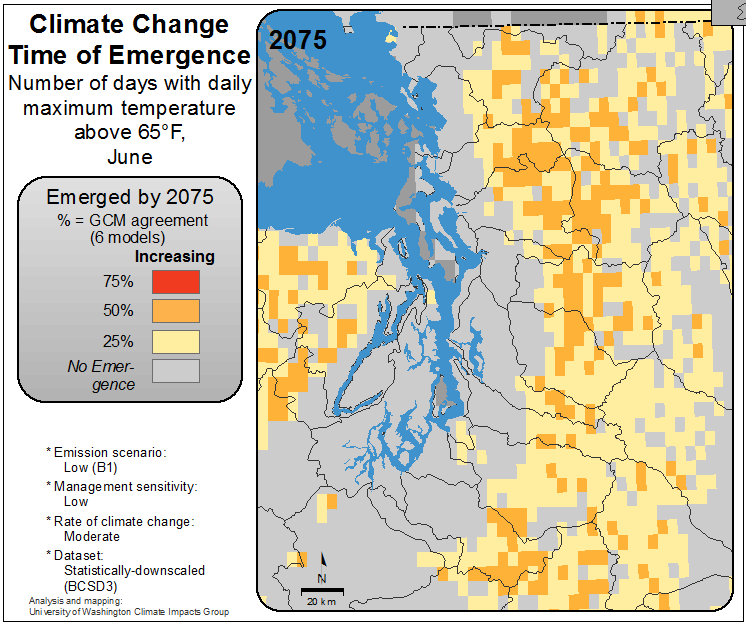 Climate Change
Time of Emergence
Number of days with daily
maximum temperature
above 65°F,
June
Emerged by 2075
% = GCM agreement
(6 models)
Increasing
75%
50%
25%
No Emer-
gence
* Emission scenario:
Low (B1)
* Management sensitivity:
Low
* Rate of climate change:
Moderate
* Dataset:
Statistically-downscaled
(BCSD3)
Analysis and mapping:
University of Washington Climate Impacts Group
2075
N
20 km